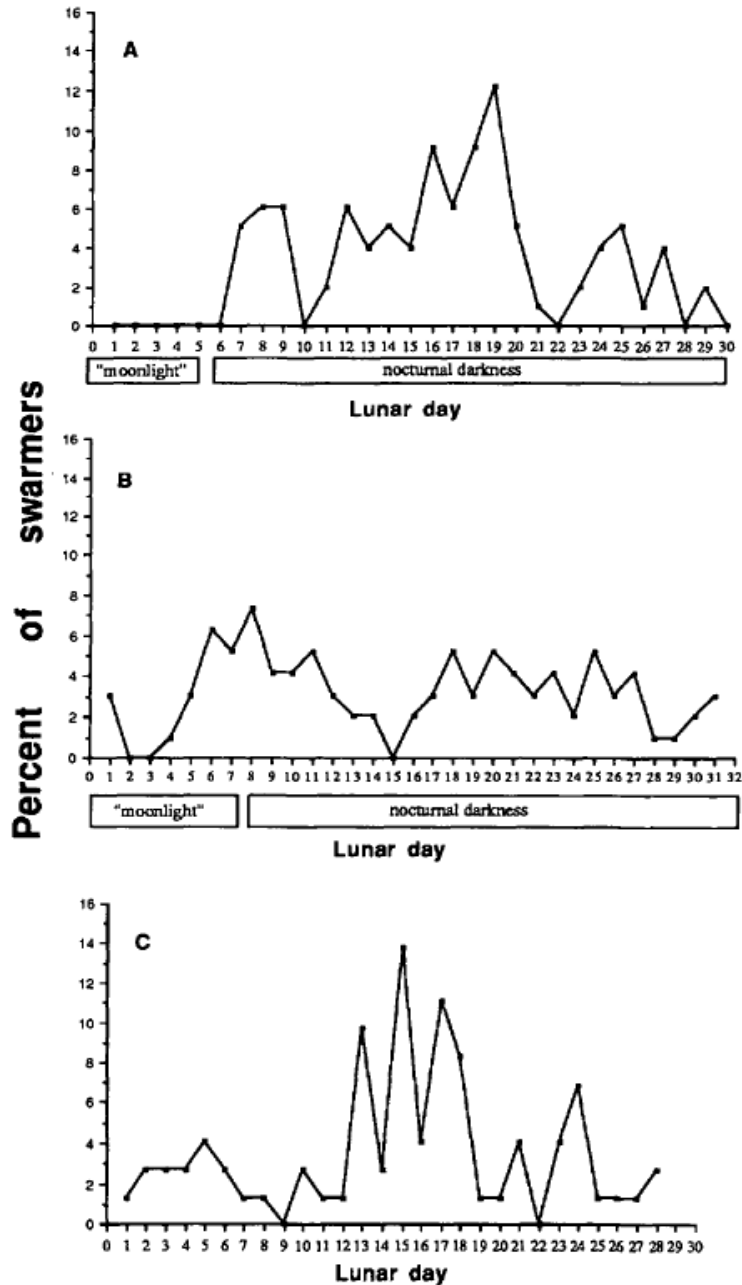 Percent of swarmers
A
16
14
12
10
8
6
4
2
0
0 1 2 3 4 5 6 7 8 9 10 11 12 13 14 15 16 17 18 19 20 21 22 23 24 25 26 27 28 29 30
"moonlight" nocturnal darkness
Lunar day
B
16
14
12
10
8
6
4
2
0
0 1 2 3 4 5 6 7 8 9 10 11 12 13 14 15 16 17 18 19 20 21 22 23 24 25 26 27 28 29 30 31 32
"moonlight" nocturnal darkness
Lunar day
C
16
14
12
10
8
6
4
2
0
0 1 2 3 4 5 6 7 8 9 10 11 12 13 14 15 16 17 18 19 20 21 22 23 24 25 26 27 28 29 30
Lunar day